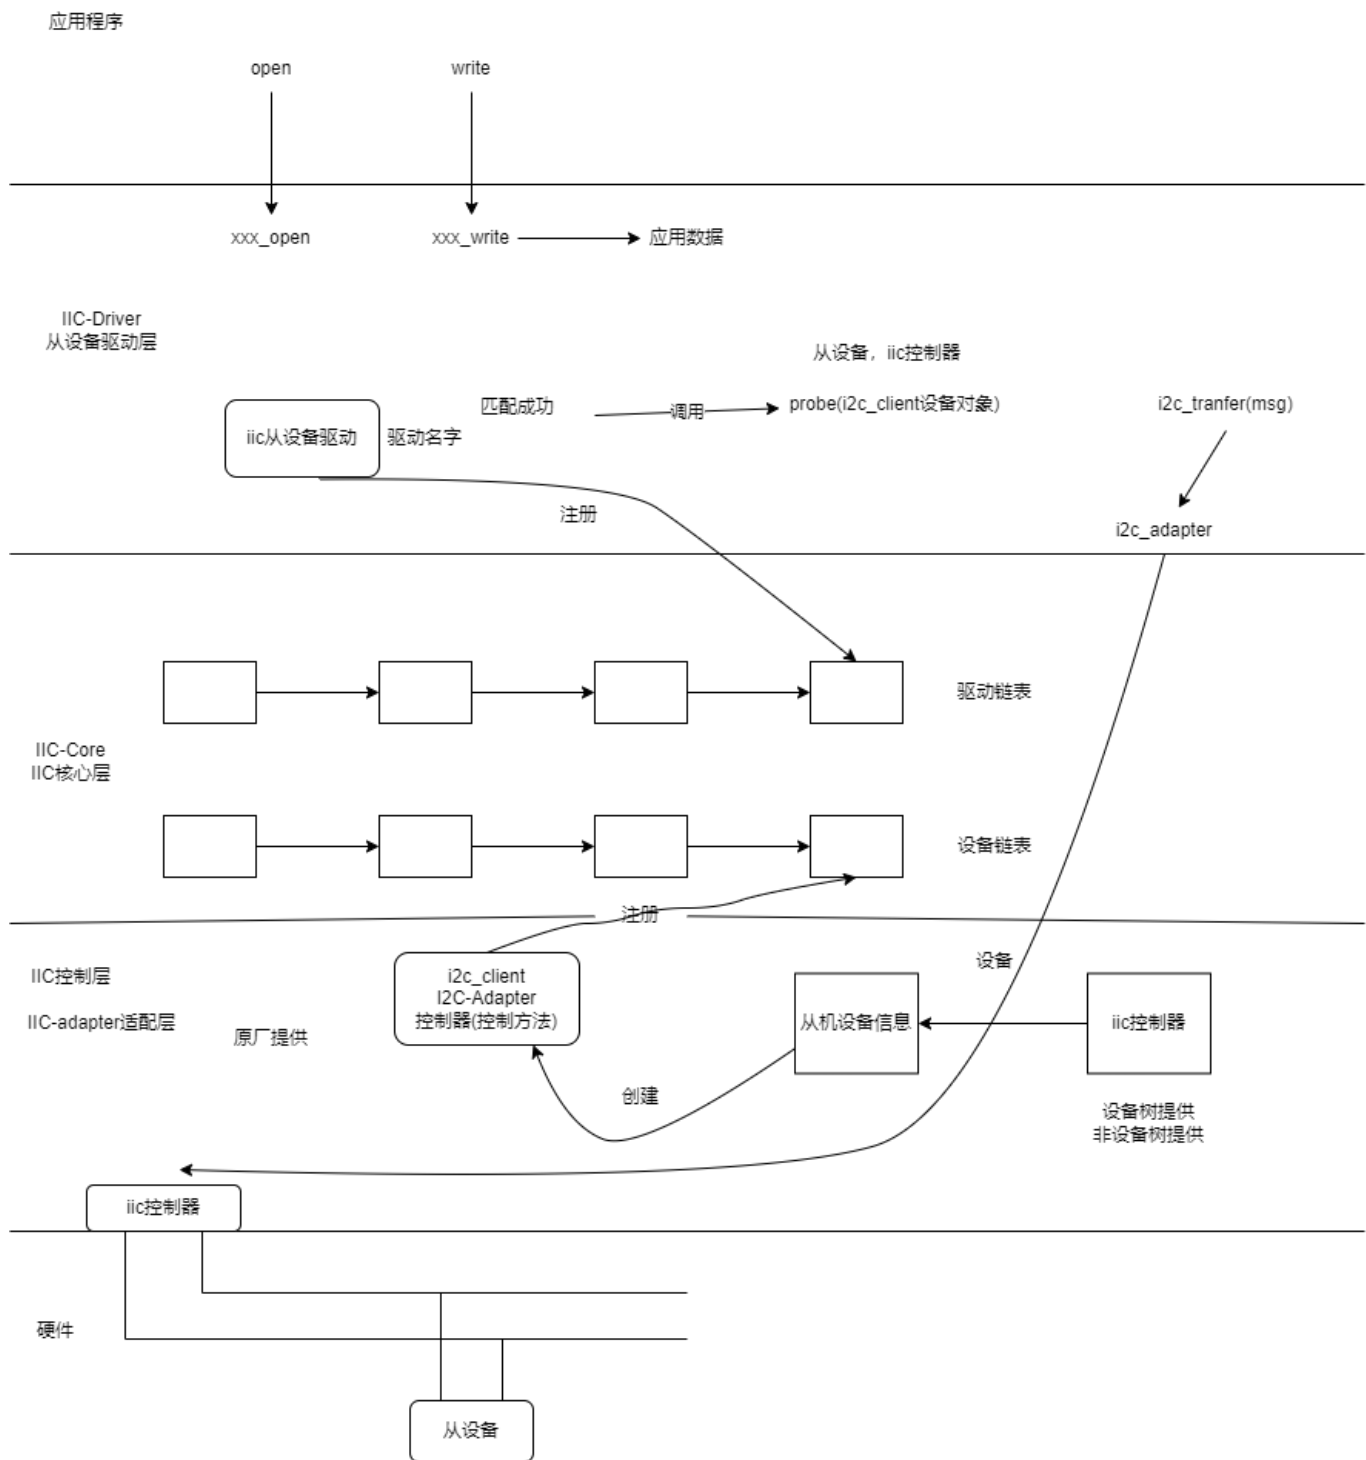 应用程序
open
write
xxx_open
xxx_write
应用数据
IIC-Driver
从设备驱动层
从设备，iic控制器
匹配成功
调用
probe(i2c_client设备对象)
i2c_tranfer(msg)
iic从设备驱动
驱动名字
注册
i2c_adapter
驱动链表
IIC-Core
IIC核心层
设备链表
注册
IIC控制层
i2c_client
I2C-Adapter
控制器(控制方法)
设备
IIC-adapter适配层
原厂提供
从机设备信息
iic控制器
创建
设备树提供
非设备树提供
iic控制器
硬件
从设备